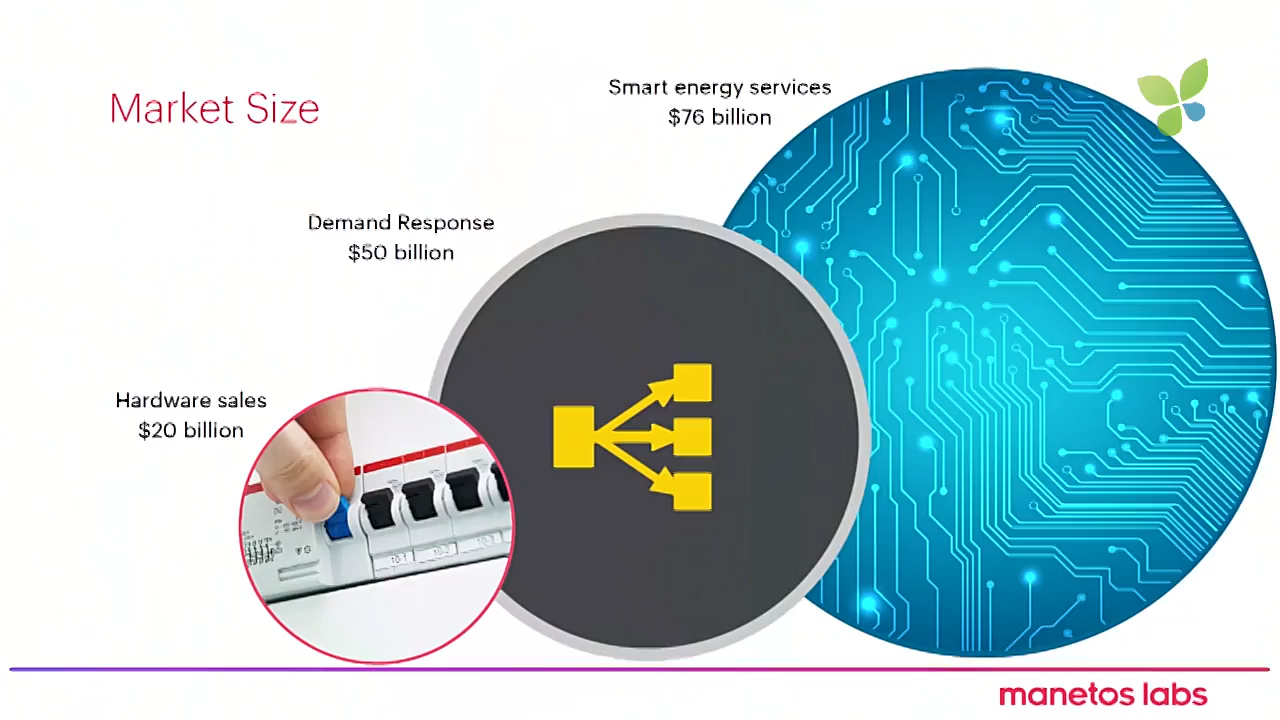 Market Size
Smart energy services
$76 billion
Demand Response
$50 billion
Hardware sales
$20 billion
manetos labs